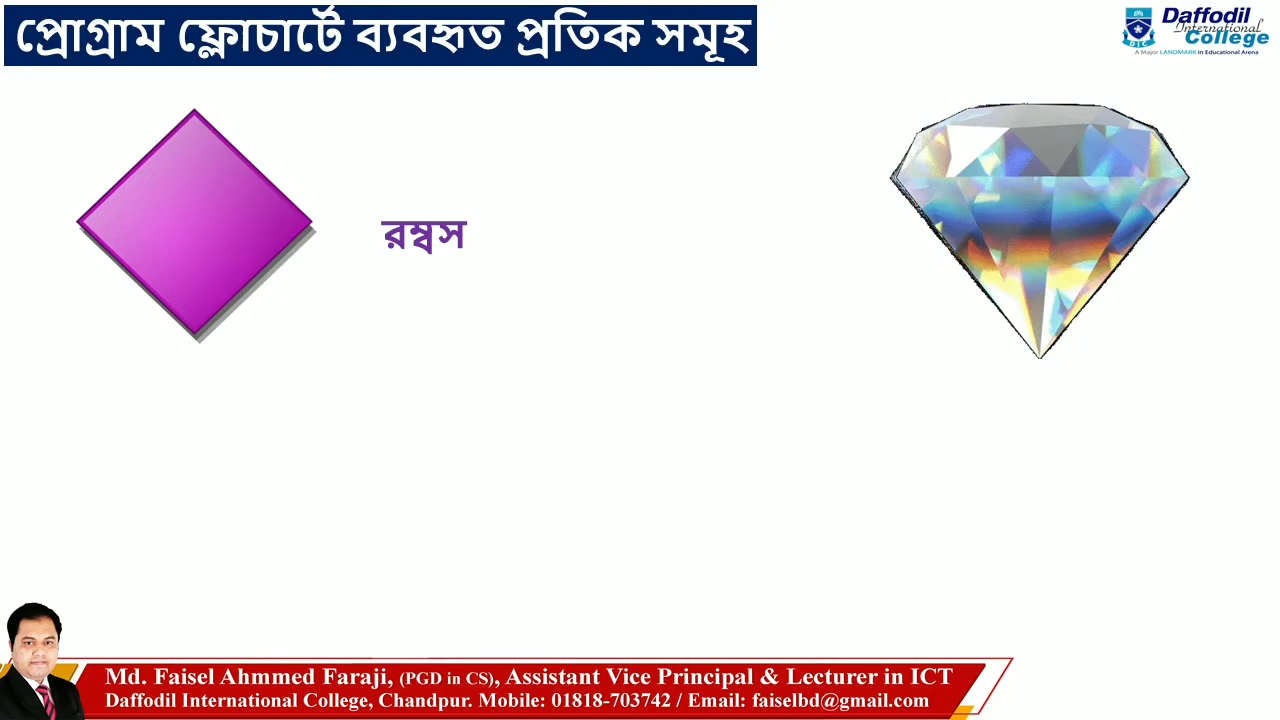 প্রোগ্রাম ফ্লোচার্টে ব্যবহৃত প্রতিক সমূহ
Daffodil
International
College
DIC
A Major LANDMARK in Educational Arena
রম্বস
Md. Faisel Ahmmed Faraji, (PGD in CS), Assistant Vice Principal & Lecturer in ICT
Daffodil International College, Chandpur. Mobile: 01818-703742 / Email: faiselbd@gmail.com